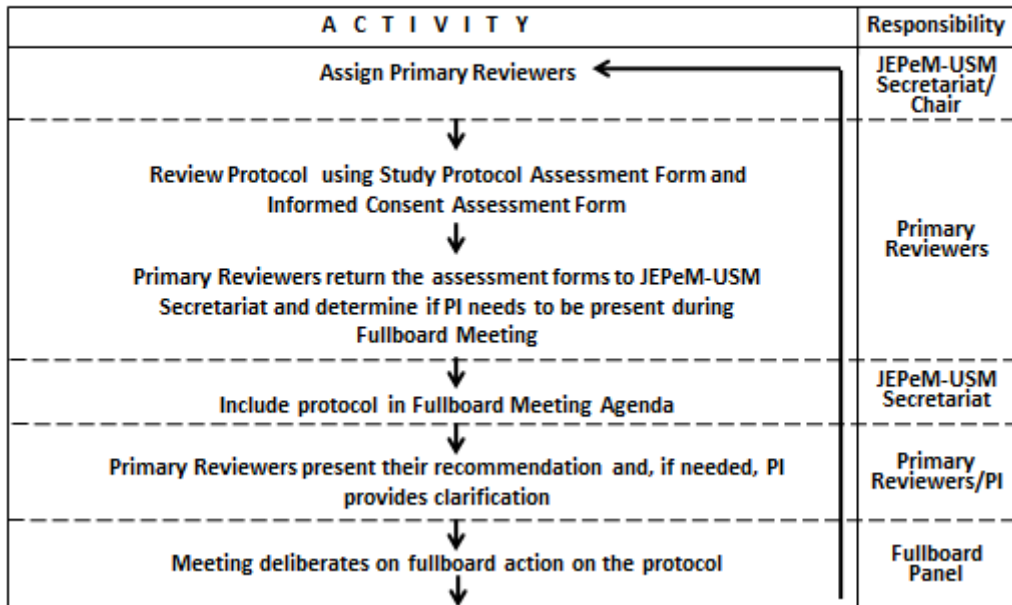 A C T I V I T Y
Responsibility
Assign Primary Reviewers
JEPeM-USM
Secretariat/
Chair
Review Protocol using Study Protocol Assessment Form and
Informed Consent Assessment Form
Primary Reviewers return the assessment forms to JEPeM-USM
Secretariat and determine if PI needs to be present during
Fullboard Meeting
Primary
Reviewers
Include protocol in Fullboard Meeting Agenda
JEPeM-USM
Secretariat
Primary Reviewers present their recommendation and, if needed, PI
provides clarification
Primary
Reviewers/PI
Meeting deliberates on fullboard action on the protocol
Fullboard
Panel